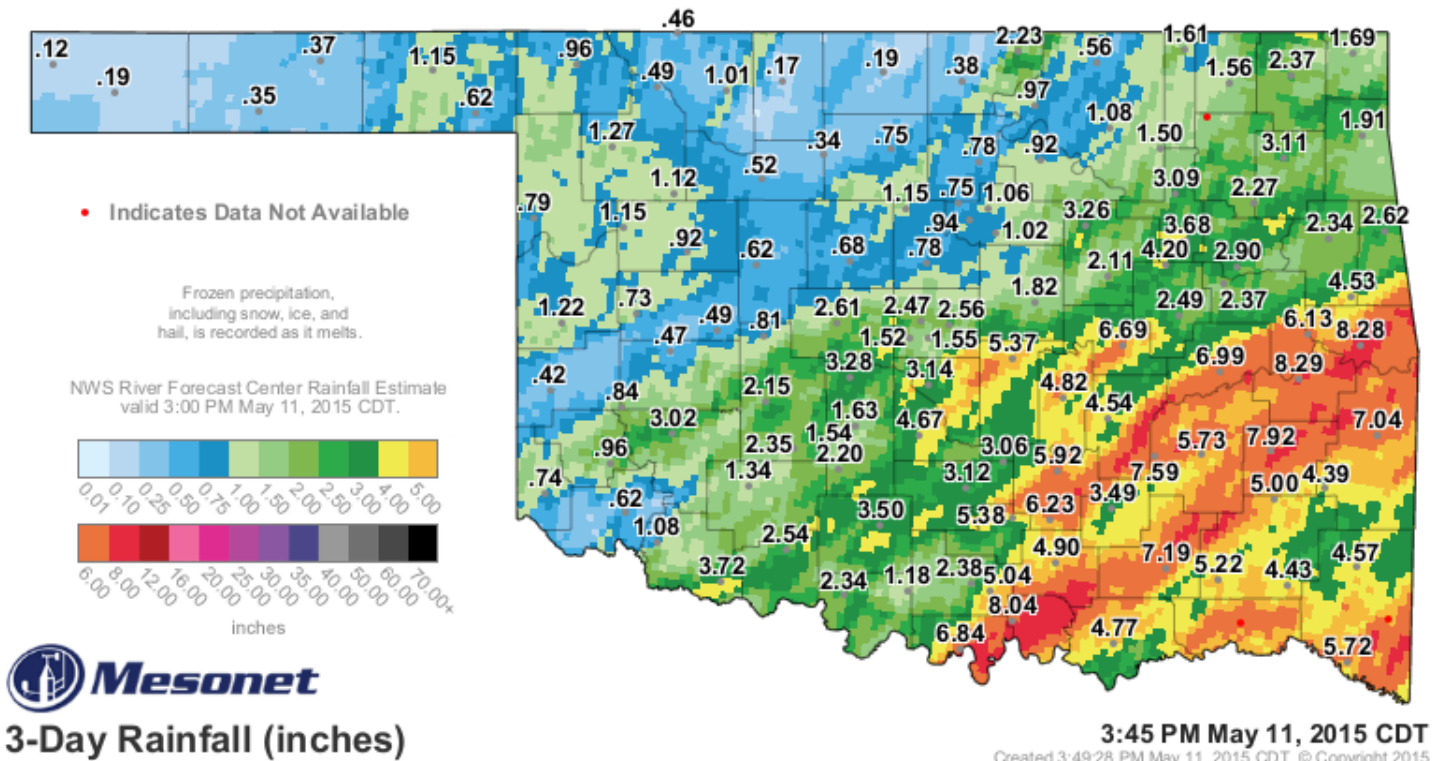 .46
.12 .37 1.15 .96 2.23 .56 1.61 1.69
.19 .49 1.01 .17 .19 .38 1.56 2.37
.35 .62 .97
1.08
1.27 .34 .75 .78 .92 1.50 3.11 1.91
.52
1.12 1.15 .75 1.06 3.09 2.27
.79 1.15 .94 1.02 3.26 3.68 2.34 2.62
Indicates Data Not Available
.92 .62 .68 .78 2.11 4.20 2.90
Frozen precipitation,
including snow, ice, and
hail, is recorded as it melts.
1.22 .73 .49 .81 2.61 2.47 2.56 1.82 2.49 2.37 4.53
.47 1.52 1.55 5.37 6.69 6.13 8.28
NWS River Forecast Center Rainfall Estimate
valid 3:00 PM May 11, 2015 CDT.
.42 .84 2.15 3.28 3.14 4.82 6.99 8.29
3.02 1.63 4.67 4.54 7.04
.96 2.35 1.54 3.06 5.92 5.73 7.92
2.20
.74 1.34 3.12 7.59 5.00 4.39
.62 3.50 5.38 6.23 3.49
1.08 2.54 4.90 7.19 4.57
3.72 2.34 1.18 2.38 5.04 5.22 4.43
8.04
6.84 4.77 5.72
0.01 0.10 0.25 0.50 0.75 1.00 1.50 2.00 2.50 3.00 4.00 5.00
6.00 8.00 12.00 16.00 20.00 25.00 30.00 35.00 40.00 50.00 60.00 70.00+
inches
Mesonet
3-Day Rainfall (inches)
3:45 PM May 11, 2015 CDT
Created 3:49:28 PM May 11, 2015 CDT. © Copyright 2015